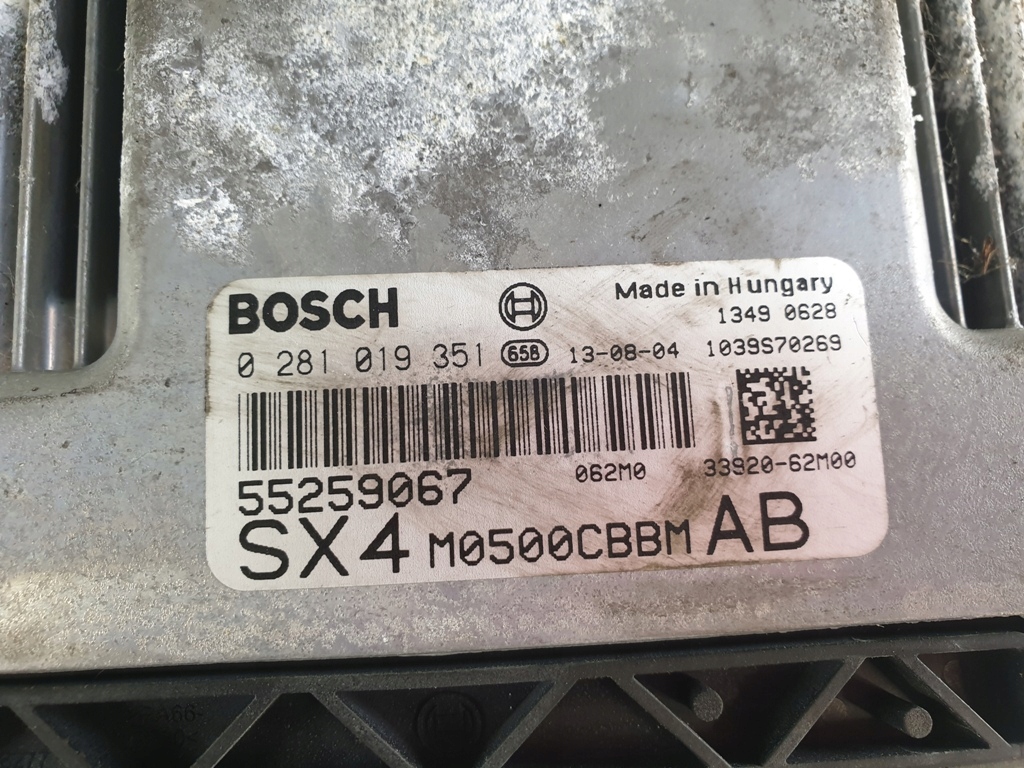 BOSCH Made in Hungary
1349 0628
0 281 019 351 65B 13-08-04 1039S70269
062M0 33920-62M00
55259067
SX4 M0500CBBM AB